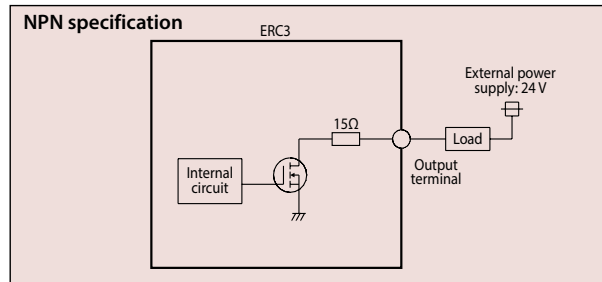 NPN specification
ERC3
External power
supply: 24 V
15Ω
Load
Output
terminal
Internal
circuit